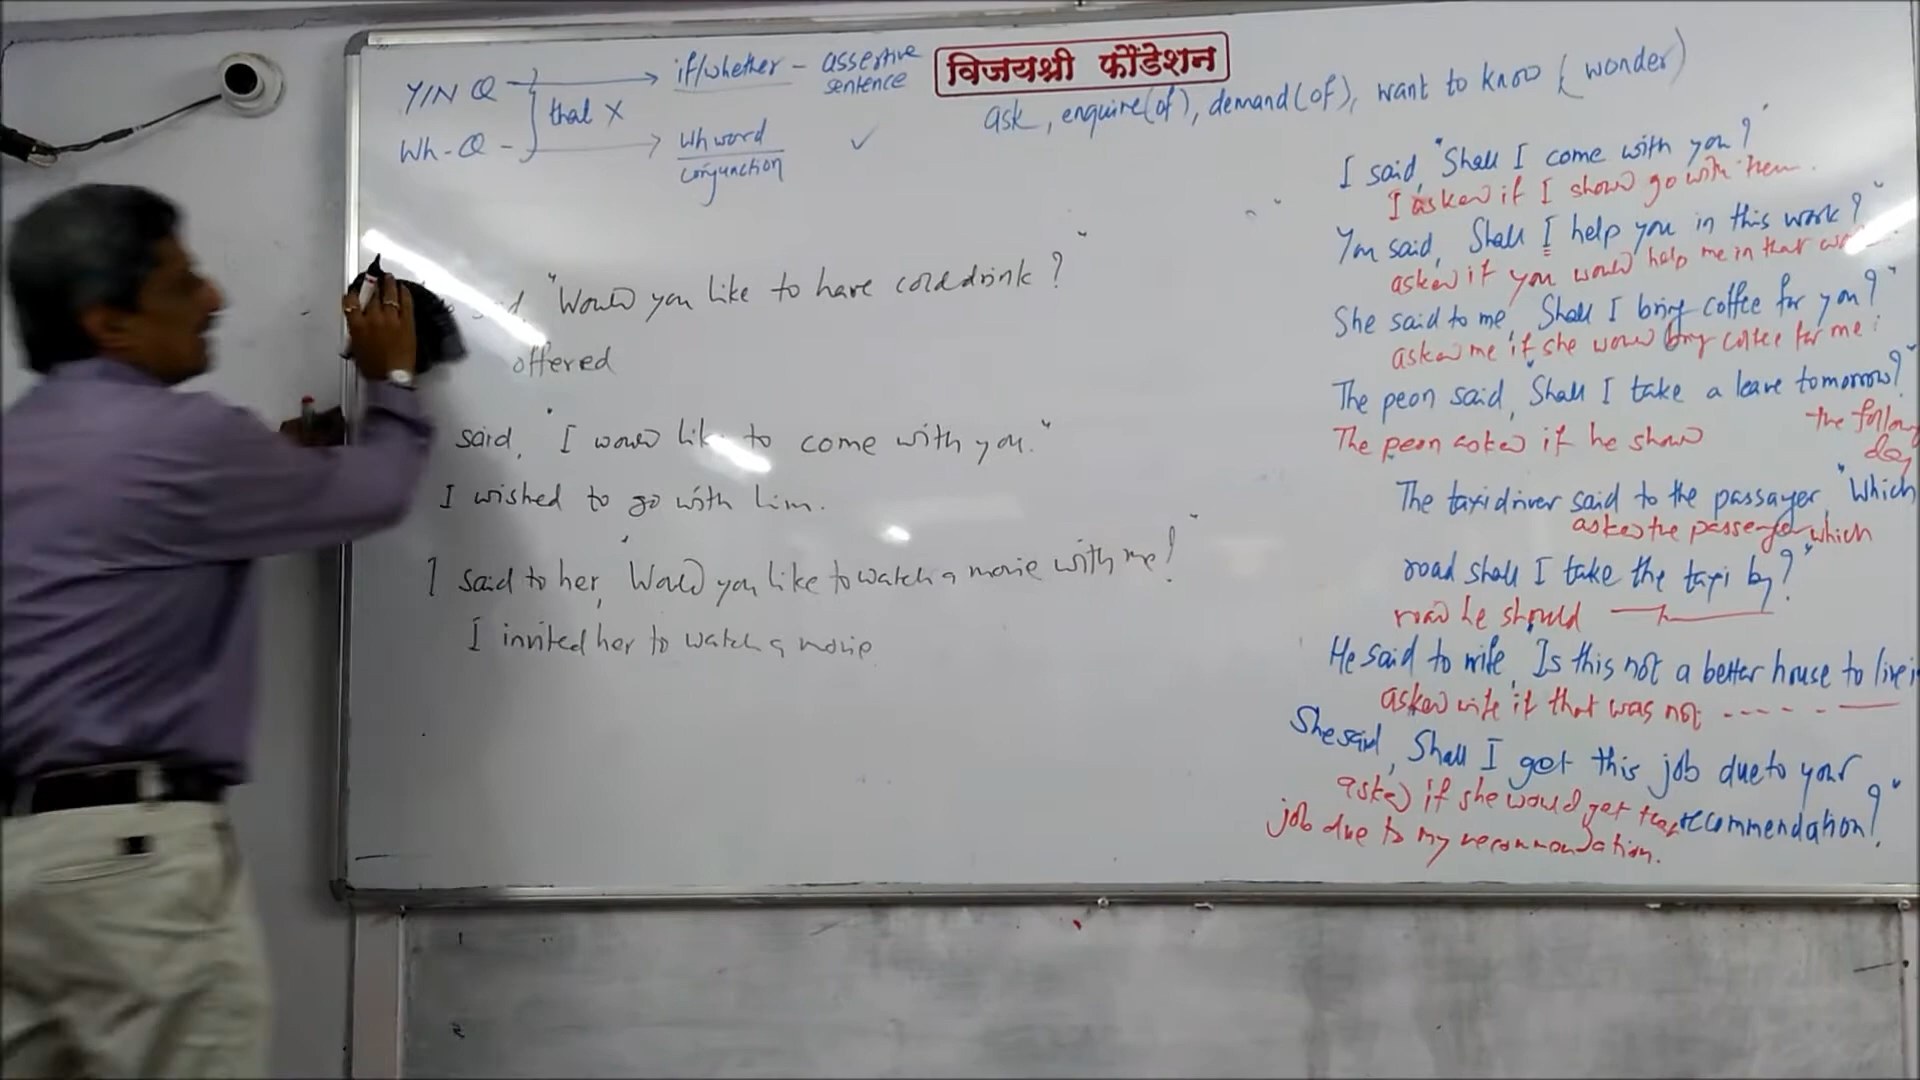 Y/N Q → if/whether - assertive sentence
that X
Wh-Q - → Wh word
conjunction ✓
विजयश्री फौंडेशन
ask, enquire(of), demand(of), want to know (wonder)
"Would you like to have cold drink?"
offered
said, "I would like to come with you."
I wished to go with him.
I said to her, "Would you like to watch a movie with me?"
I invited her to watch a movie
I said, "Shall I come with you?"
I asked if I should go with them.
You said, Shall I help you in this work?"
asked if you would help me in that
She said to me, Shall I bring coffee for you?"
asked me if she would bring coffee for me.
The peon said, "Shall I take a leave tomorrow?"
The peon asked if he should the
day
The taxi driver said to the passayer, "Which
asked the passenger which
road shall I take the taxi by?"
road he should
He said to wife, Is this not a better house to live
asked wife if that was not ---- —
She said, Shall I get this job due to your
asked if she would get recommendation?"
job due to my recommendation.